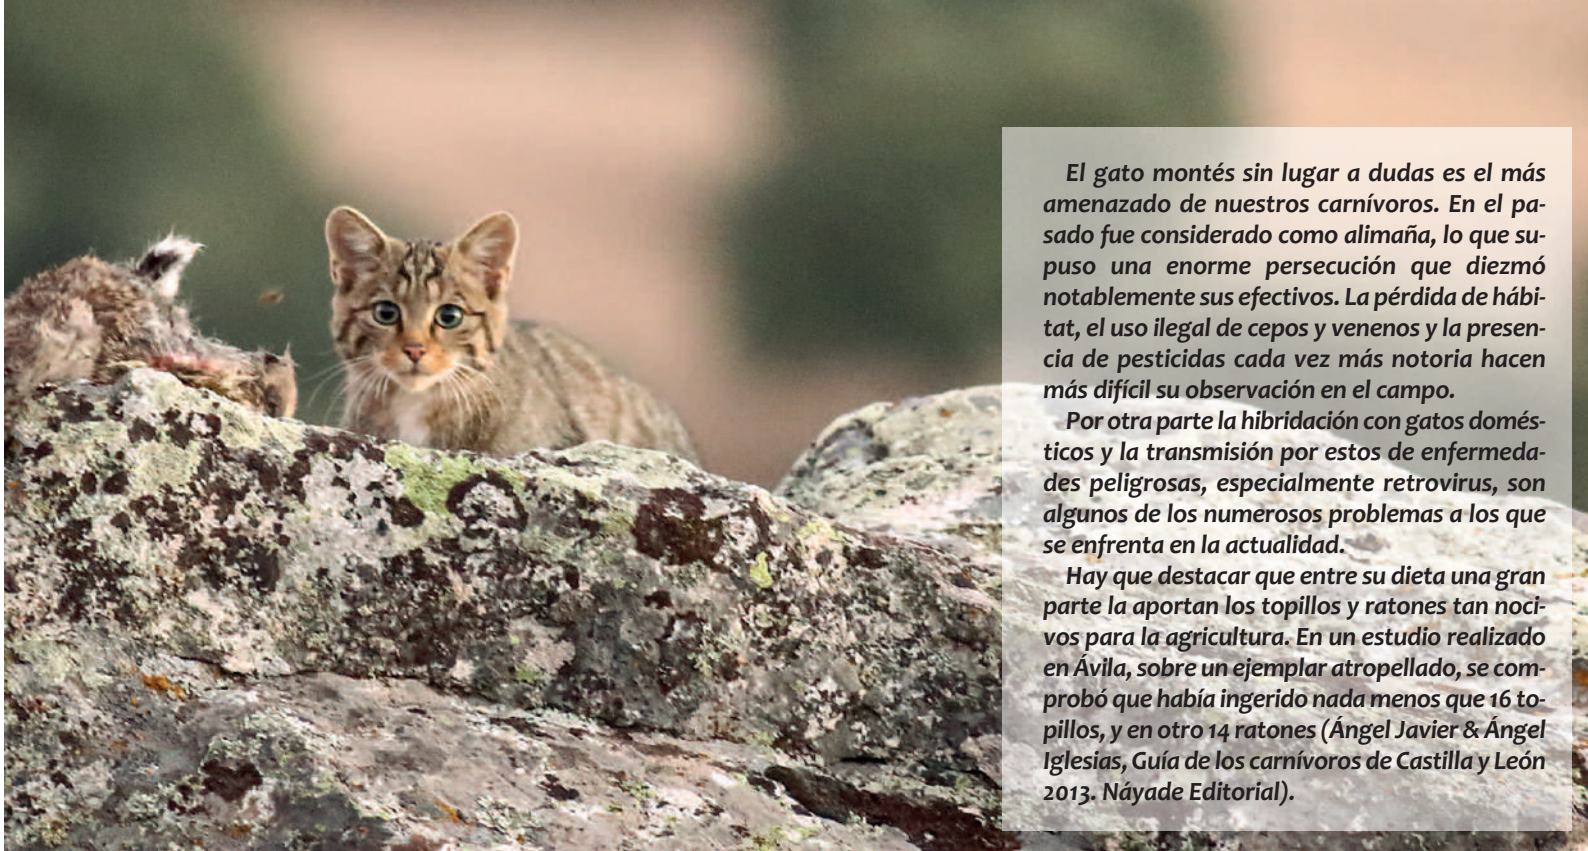 El gato montés sin lugar a dudas es el más
amenazado de nuestros carnívoros. En el pa-
sado fue considerado como alimaña, lo que su-
puso una enorme persecución que diezmó
notablemente sus efectivos. La pérdida de hábi-
tat, el uso ilegal de cepos y venenos y la presen-
cia de pesticidas cada vez más notoria hacen
más difícil su observación en el campo.
Por otra parte la hibridación con gatos domés-
ticos y la transmisión por estos de enfermeda-
des peligrosas, especialmente retrovirus, son
algunos de los numerosos problemas a los que
se enfrenta en la actualidad.
Hay que destacar que entre su dieta una gran
parte la aportan los topillos y ratones tan noci-
vos para la agricultura. En un estudio realizado
en Ávila, sobre un ejemplar atropellado, se com-
probó que había ingerido nada menos que 16 to-
pillos, y en otro 14 ratones (Ángel Javier & Ángel
Iglesias, Guía de los carnívoros de Castilla y León
2013. Náyade Editorial).